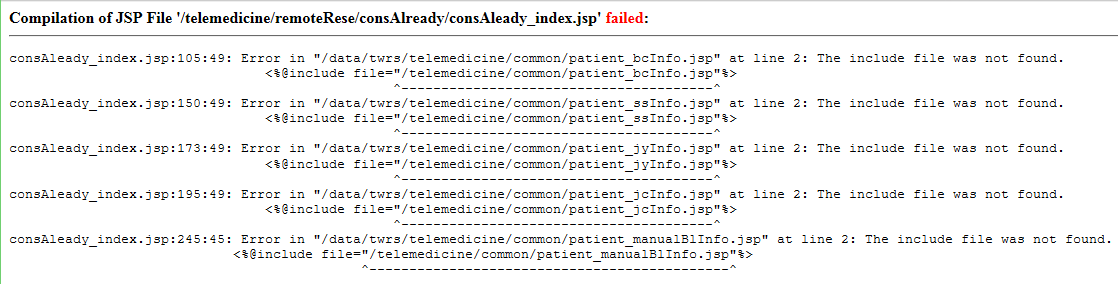 Compilation of JSP File '/telemedicine/remoteRese/consAlready/consAleady_index.jsp' failed:
consAleady_index.jsp:105:49: Error in "/data/twrs/telemedicine/common/patient_bcInfo.jsp" at line 2: The include file was not found.
<%@include file="/telemedicine/common/patient_bcInfo.jsp"%>
^---------------------------------------^
consAleady_index.jsp:150:49: Error in "/data/twrs/telemedicine/common/patient_ssInfo.jsp" at line 2: The include file was not found.
<%@include file="/telemedicine/common/patient_ssInfo.jsp"%>
^---------------------------------------^
consAleady_index.jsp:173:49: Error in "/data/twrs/telemedicine/common/patient_jyInfo.jsp" at line 2: The include file was not found.
<%@include file="/telemedicine/common/patient_jyInfo.jsp"%>
^---------------------------------------^
consAleady_index.jsp:195:49: Error in "/data/twrs/telemedicine/common/patient_jcInfo.jsp" at line 2: The include file was not found.
<%@include file="/telemedicine/common/patient_jcInfo.jsp"%>
^---------------------------------------^
consAleady_index.jsp:245:45: Error in "/data/twrs/telemedicine/common/patient_manualBlInfo.jsp" at line 2: The include file was not found.
<%@include file="/telemedicine/common/patient_manualBlInfo.jsp"%>
^---------------------------------------------^